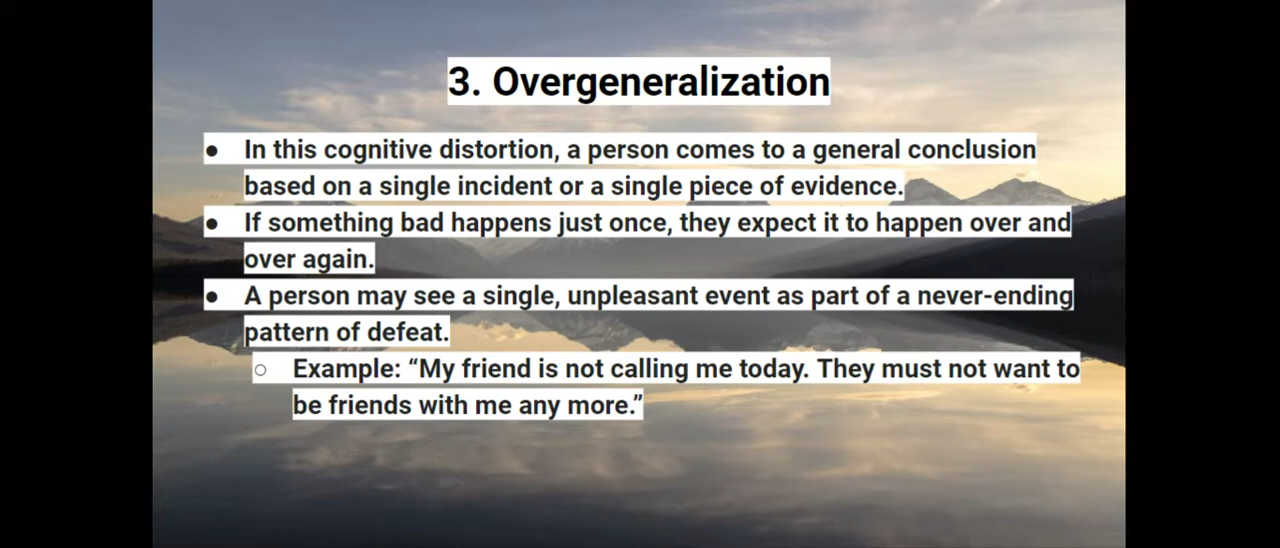 3. Overgeneralization
● In this cognitive distortion, a person comes to a general conclusion
based on a single incident or a single piece of evidence.
● If something bad happens just once, they expect it to happen over and
over again.
● A person may see a single, unpleasant event as part of a never-ending
pattern of defeat.
○ Example: “My friend is not calling me today. They must not want to
be friends with me any more.”